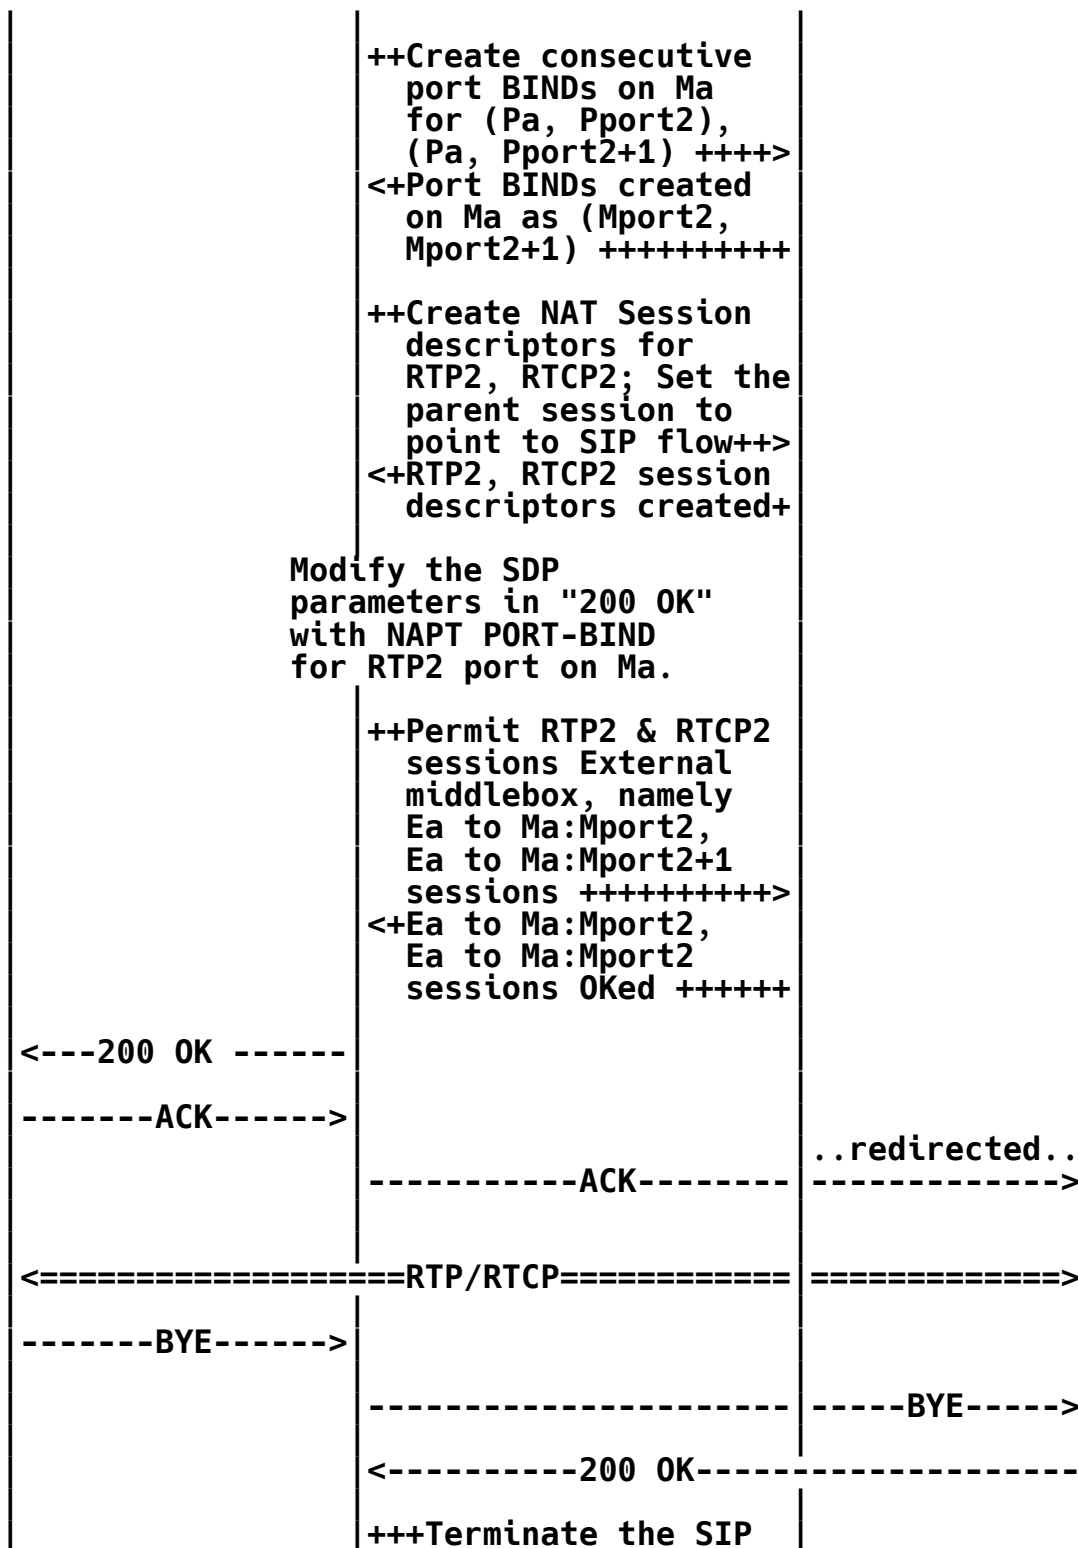 ++Create consecutive
port BINDs on Ma
for (Pa, Pport2),
(Pa, Pport2+1) ++++>
<+Port BINDs created
on Ma as (Mport2,
Mport2+1) ++++++++++
++Create NAT Session
descriptors for
RTP2, RTCP2; Set the
parent session to
point to SIP flow++>
<+RTP2, RTCP2 session
descriptors created+
Modify the SDP
parameters in "200 OK"
with NAPT PORT-BIND
for RTP2 port on Ma.
++Permit RTP2 & RTCP2
sessions External
middlebox, namely
Ea to Ma:Mport2,
Ea to Ma:Mport2+1
sessions ++++++++++>
<+Ea to Ma:Mport2,
Ea to Ma:Mport2
sessions OKed ++++++
<---200 OK ------
-------ACK------>
..redirected..
-----------ACK--------|------------->
<===================RTP/RTCP============|=============>
-------BYE------>
----------------------|-----BYE----->
<----------200 OK--------------------
+++Terminate the SIP